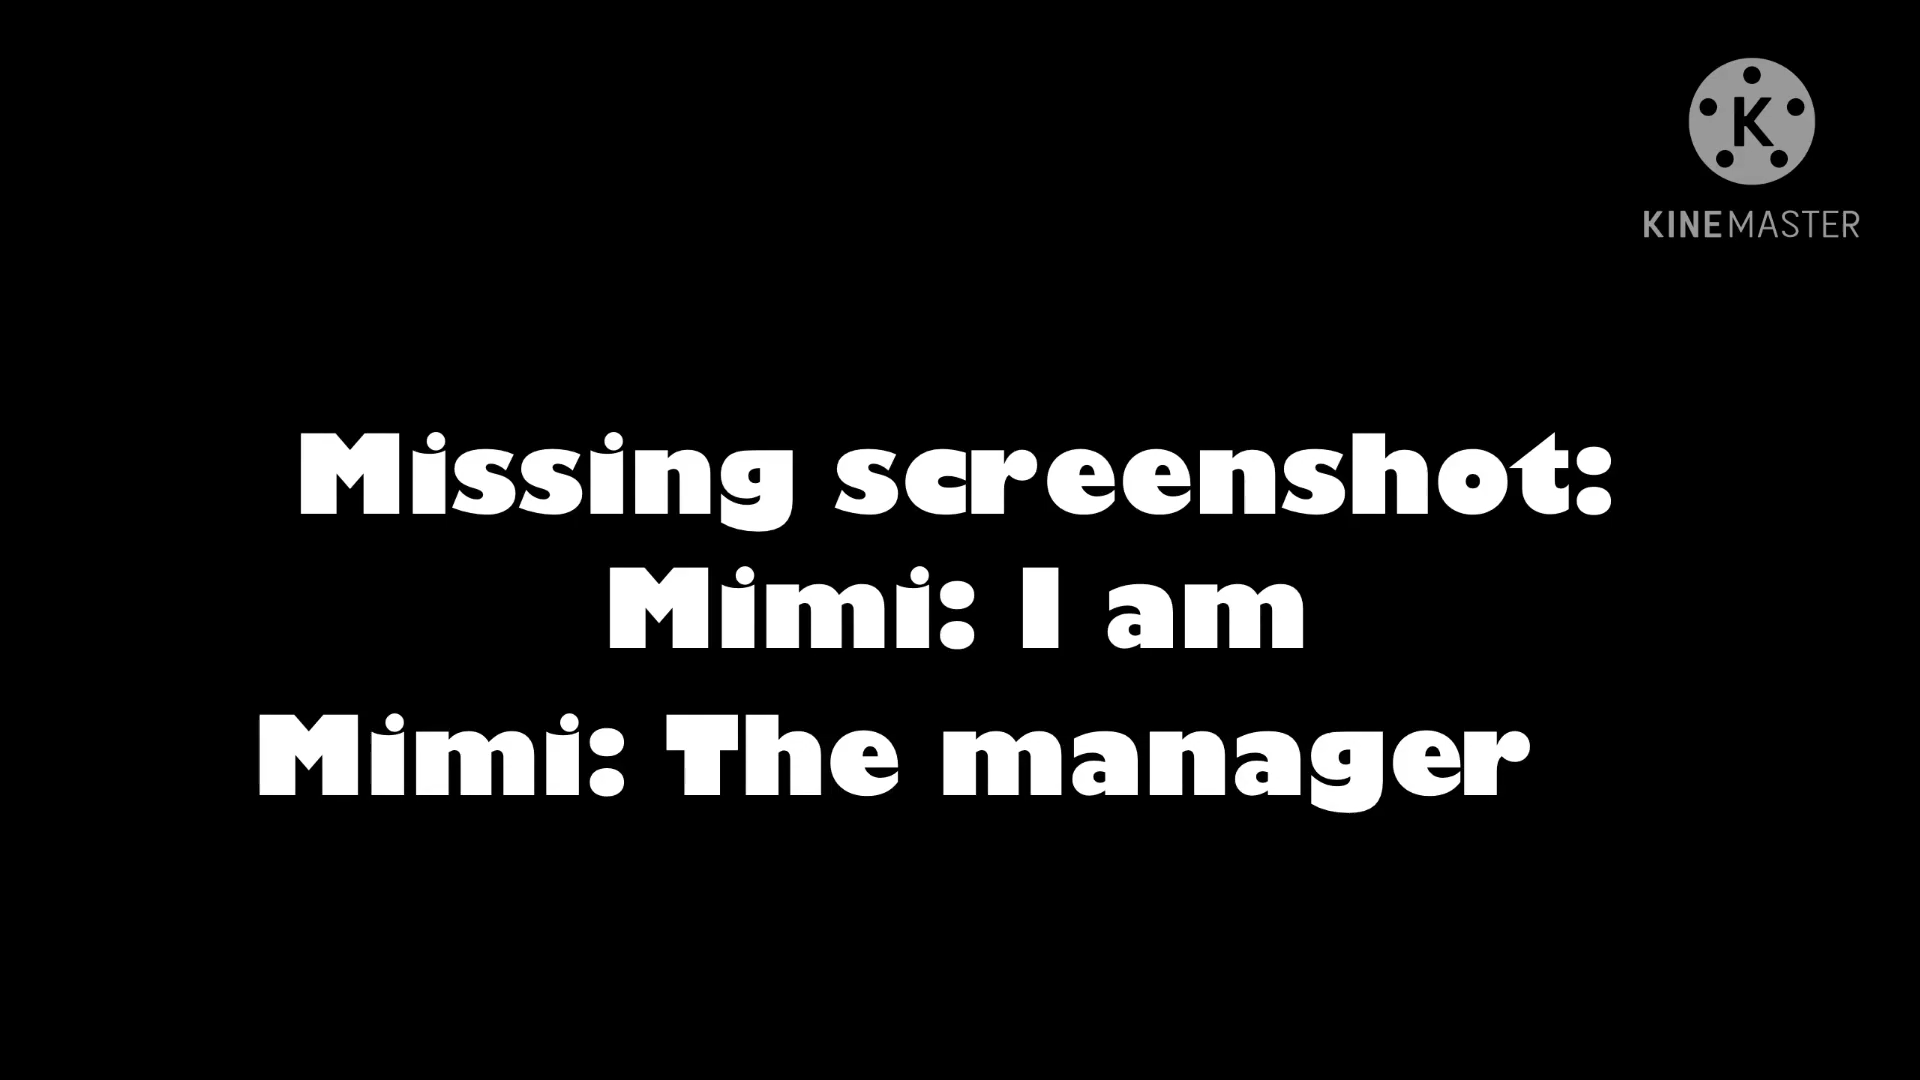 K
KINEMASTER
Missing screenshot:
Mimi: I am
Mimi: The manager